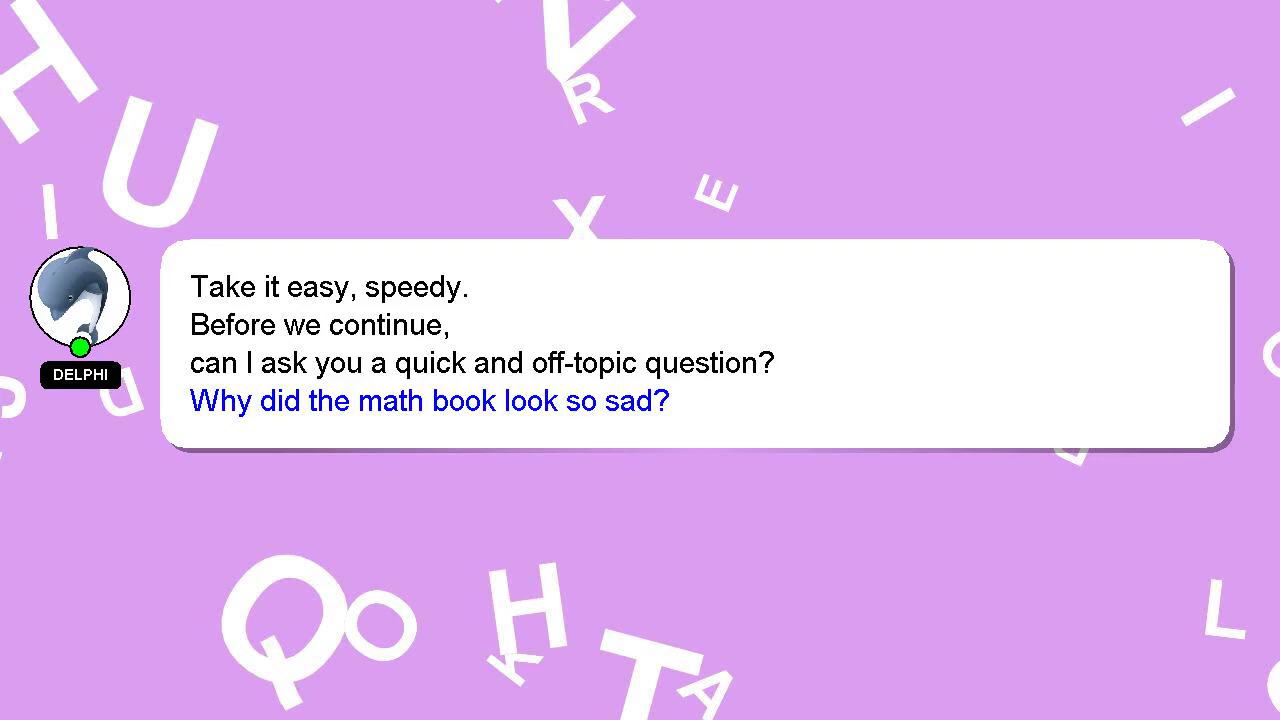 H
U
V
R
I
I
E
X
Take it easy, speedy.
Before we continue,
can I ask you a quick and off-topic question?
Why did the math book look so sad?
DELPHI
S
D
Q
O
H
K
T
A
L